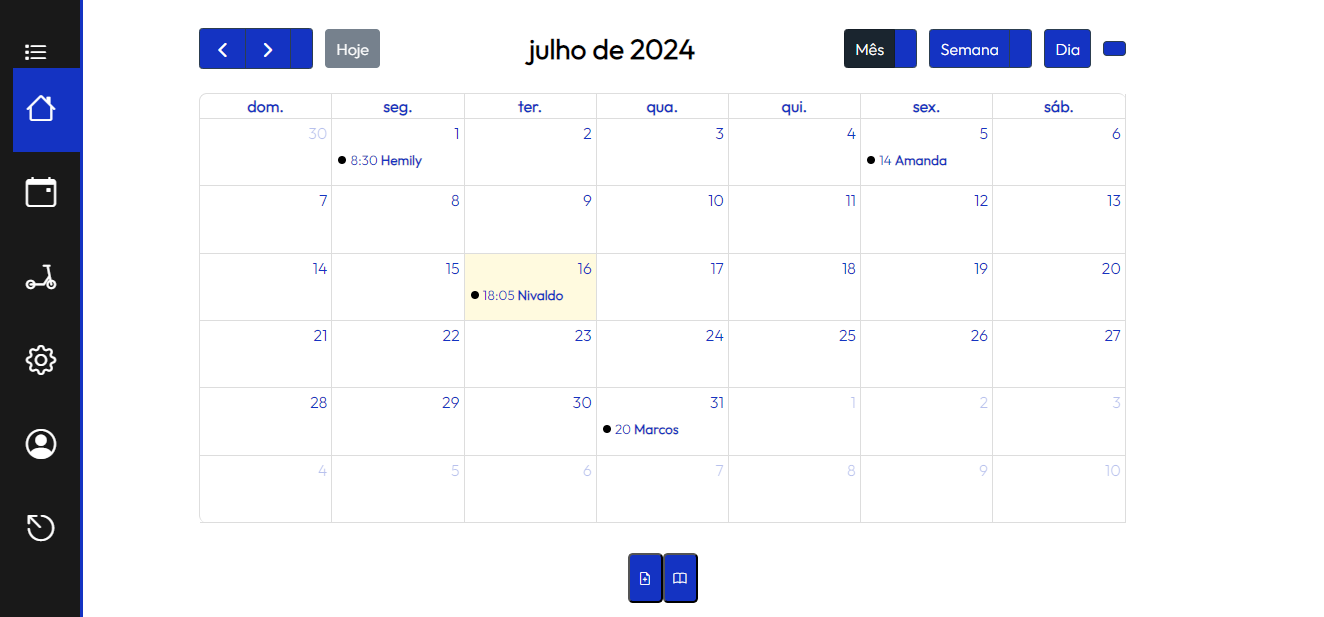 Hoje julho de 2024 Mês Semana Dia
dom. seg. ter. qua. qui. sex. sáb.
30 1 2 3 4 5 6
8:30 Hemily 14 Amanda
7 8 9 10 11 12 13
14 15 16 17 18 19 20
18:05 Nivaldo
21 22 23 24 25 26 27
28 29 30 31 1 2 3
20 Marcos
4 5 6 7 8 9 10